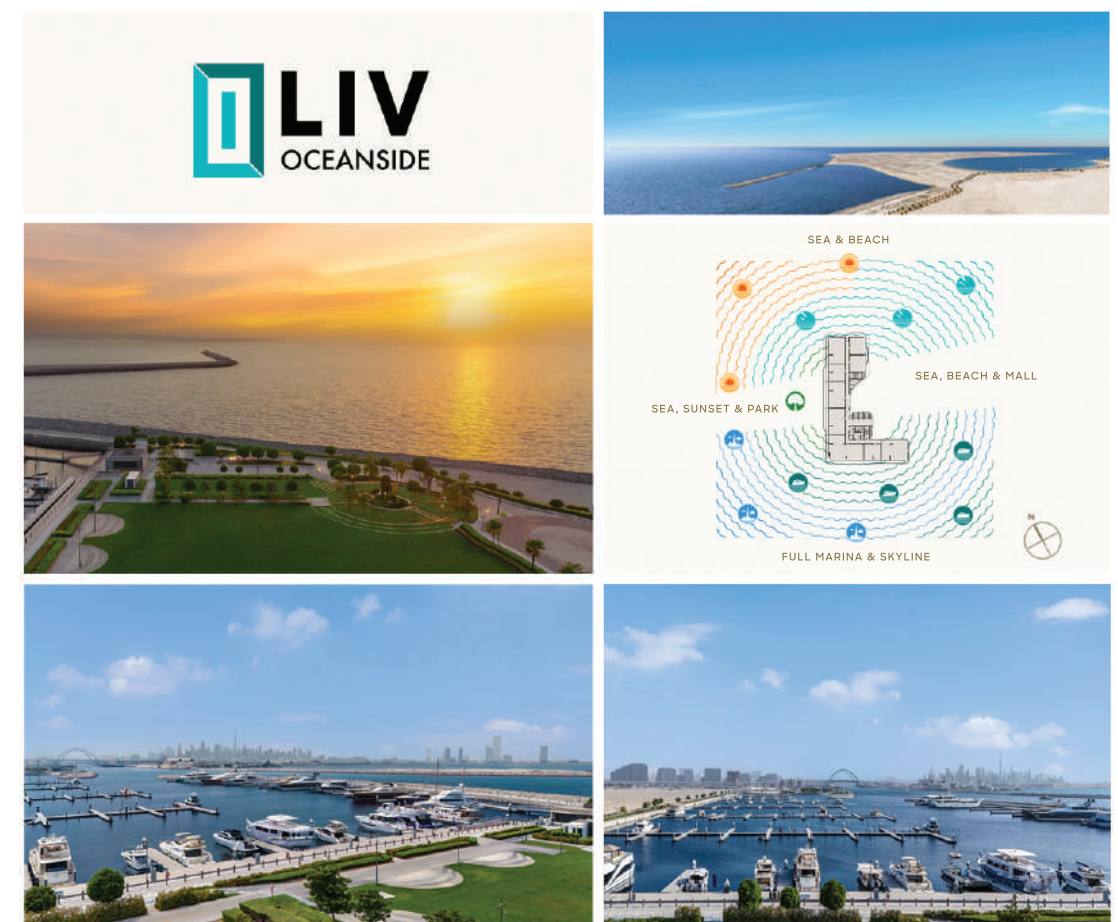 LIV
OCEANSIDE
SEA & BEACH
SEA, BEACH & MALL
SEA, SUNSET & PARK
N
FULL MARINA & SKYLINE